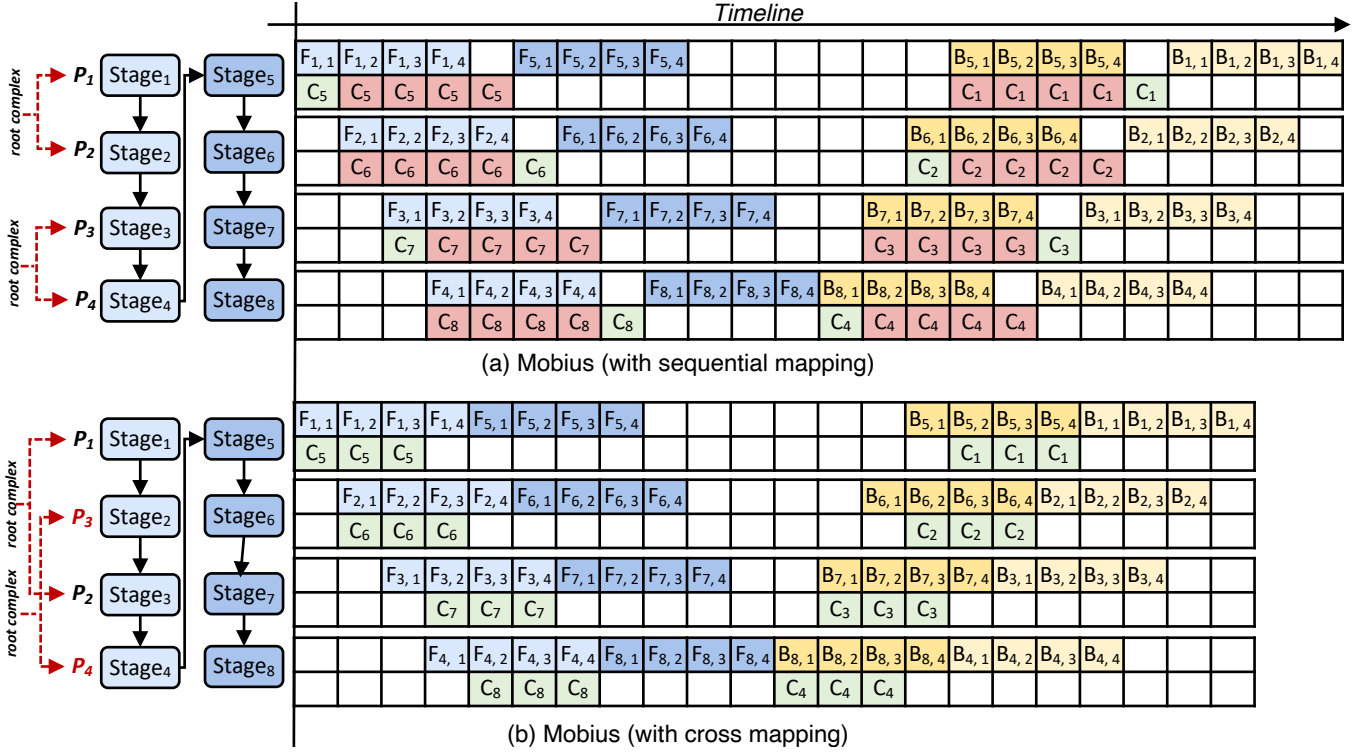 Timeline
root complex
P1 Stage1 Stage5 F1, 1 F1, 2 F1, 3 F1, 4 F5, 1 F5, 2 F5, 3 F5, 4 B5, 1 B5, 2 B5, 3 B5, 4 B1, 1 B1, 2 B1, 3 B1, 4
C5 C5 C5 C5 C5 C1 C1 C1 C1 C1
P2 Stage2 Stage6 F2, 1 F2, 2 F2, 3 F2, 4 F6, 1 F6, 2 F6, 3 F6, 4 B6, 1 B6, 2 B6, 3 B6, 4 B2, 1 B2, 2 B2, 3 B2, 4
C6 C6 C6 C6 C6 C2 C2 C2 C2 C2
root complex
P3 Stage3 Stage7 F3, 1 F3, 2 F3, 3 F3, 4 F7, 1 F7, 2 F7, 3 F7, 4 B7, 1 B7, 2 B7, 3 B7, 4 B3, 1 B3, 2 B3, 3 B3, 4
C7 C7 C7 C7 C7 C3 C3 C3 C3 C3
P4 Stage4 Stage8 F4, 1 F4, 2 F4, 3 F4, 4 F8, 1 F8, 2 F8, 3 F8, 4 B8, 1 B8, 2 B8, 3 B8, 4 B4, 1 B4, 2 B4, 3 B4, 4
C8 C8 C8 C8 C8 C4 C4 C4 C4 C4
(a) Mobius (with sequential mapping)
P1 Stage1 Stage5 F1, 1 F1, 2 F1, 3 F1, 4 F5, 1 F5, 2 F5, 3 F5, 4 B5, 1 B5, 2 B5, 3 B5, 4 B1, 1 B1, 2 B1, 3 B1, 4
C5 C5 C5 C1 C1 C1
root complex
P3 Stage2 Stage6 F2, 1 F2, 2 F2, 3 F2, 4 F6, 1 F6, 2 F6, 3 F6, 4 B6, 1 B6, 2 B6, 3 B6, 4 B2, 1 B2, 2 B2, 3 B2, 4
C6 C6 C6 C2 C2 C2
root complex
P2 Stage3 Stage7 F3, 1 F3, 2 F3, 3 F3, 4 F7, 1 F7, 2 F7, 3 F7, 4 B7, 1 B7, 2 B7, 3 B7, 4 B3, 1 B3, 2 B3, 3 B3, 4
C7 C7 C7 C3 C3 C3
P4 Stage4 Stage8 F4, 1 F4, 2 F4, 3 F4, 4 F8, 1 F8, 2 F8, 3 F8, 4 B8, 1 B8, 2 B8, 3 B8, 4 B4, 1 B4, 2 B4, 3 B4, 4
C8 C8 C8 C4 C4 C4
(b) Mobius (with cross mapping)